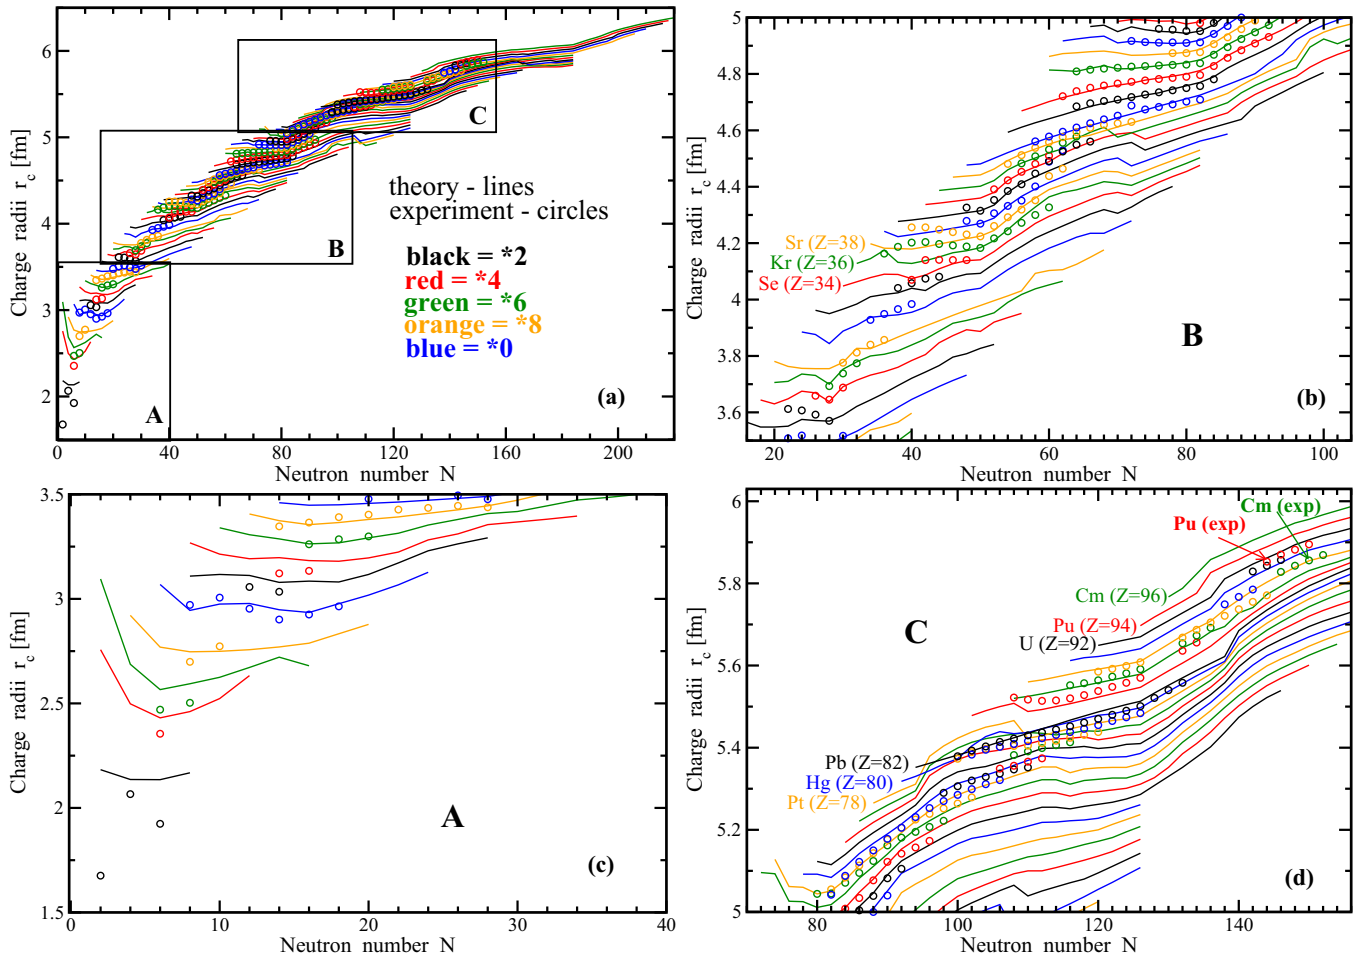 6
5
4
3
2
Charge radii r_c [fm]
0 40 80 120 160 200
Neutron number N
theory - lines
experiment - circles
black = *2
red = *4
green = *6
orange = *8
blue = *0
A
B
C
(a)
5
4.8
4.6
4.4
4.2
4
3.8
3.6
Charge radii r_c [fm]
20 40 60 80 100
Neutron number N
Sr (Z=38)
Kr (Z=36)
Se (Z=34)
B
(b)
3.5
3
2.5
2
1.5
Charge radii r_c [fm]
0 10 20 30 40
Neutron number N
A
(c)
6
5.8
5.6
5.4
5.2
5
Charge radii r_c [fm]
80 100 120 140
Neutron number N
Cm (exp)
Pu (exp)
Cm (Z=96)
Pu (Z=94)
U (Z=92)
Pb (Z=82)
Hg (Z=80)
Pt (Z=78)
C
(d)